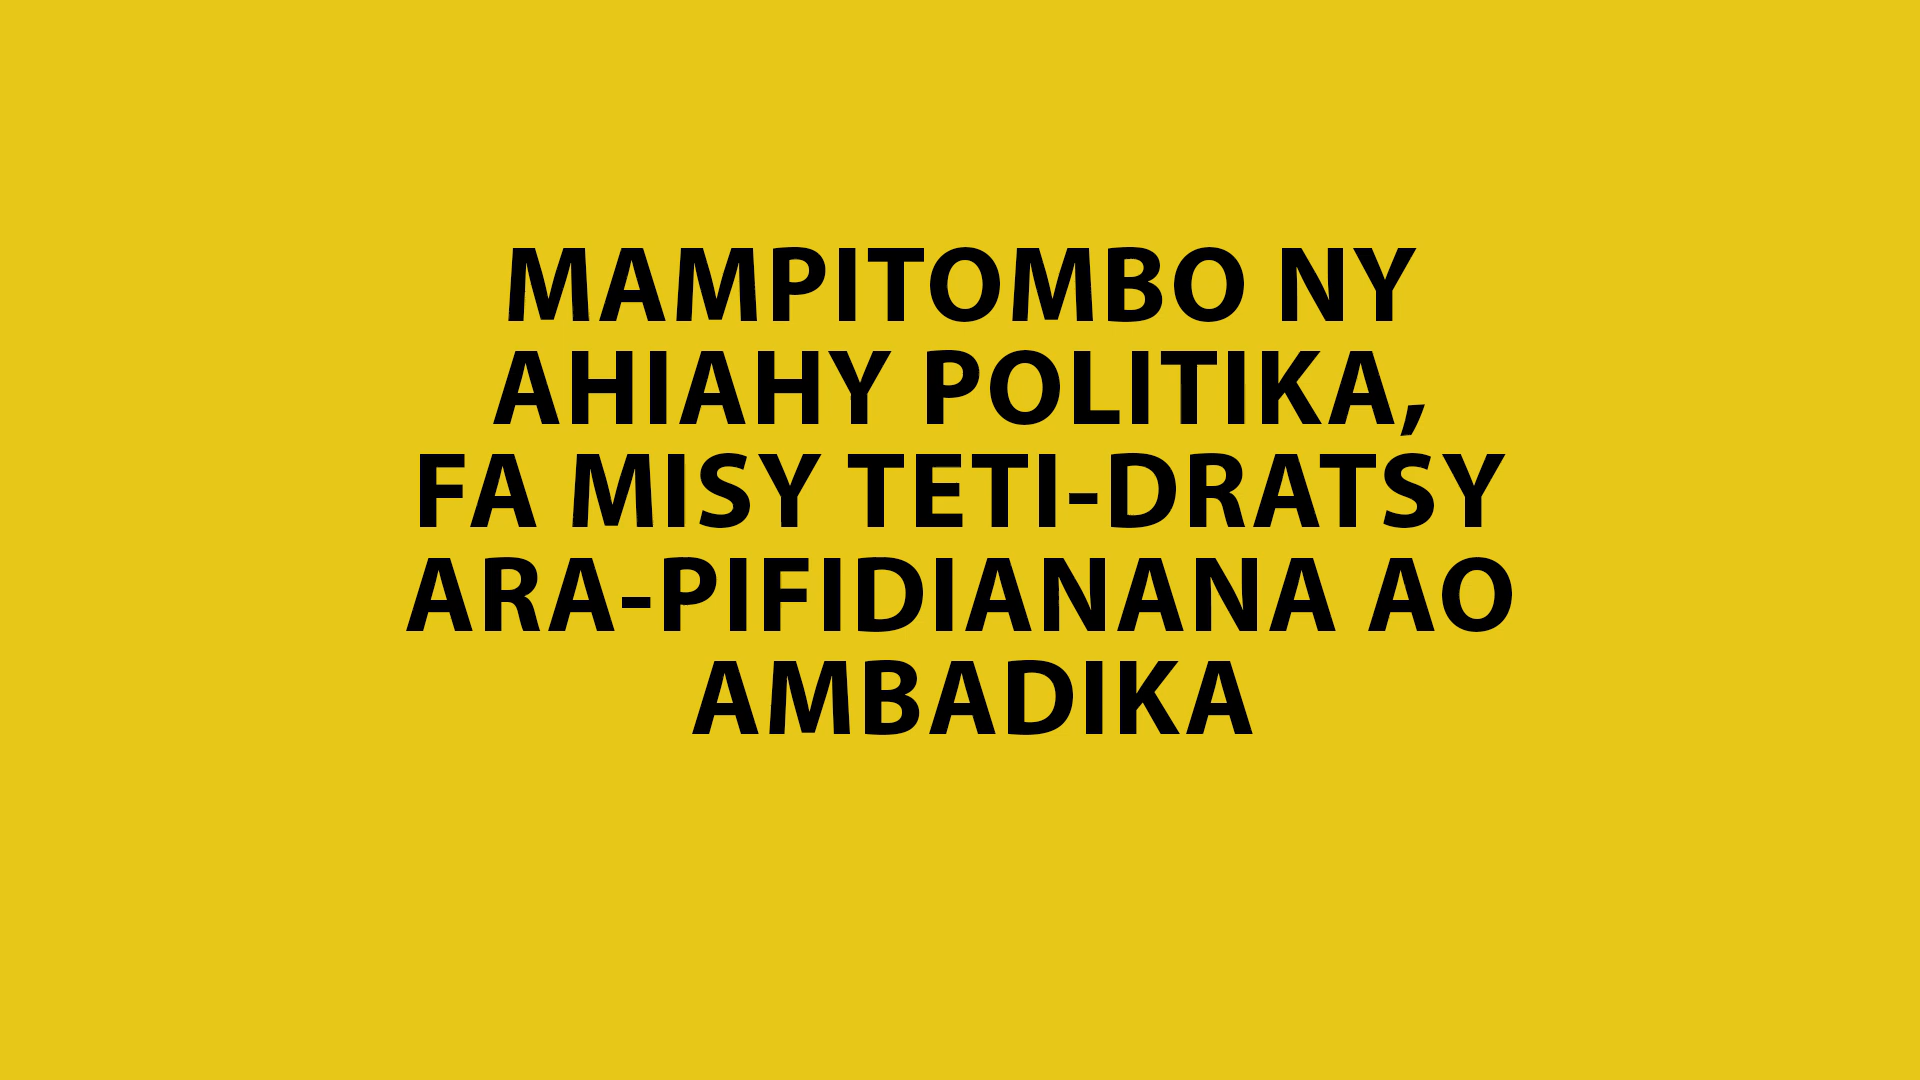 MAMPITOMBO NY
AHIAHY POLITIKA,
FA MISY TETI-DRATSY
ARA-PIFIDIANANA AO
AMBADIKA